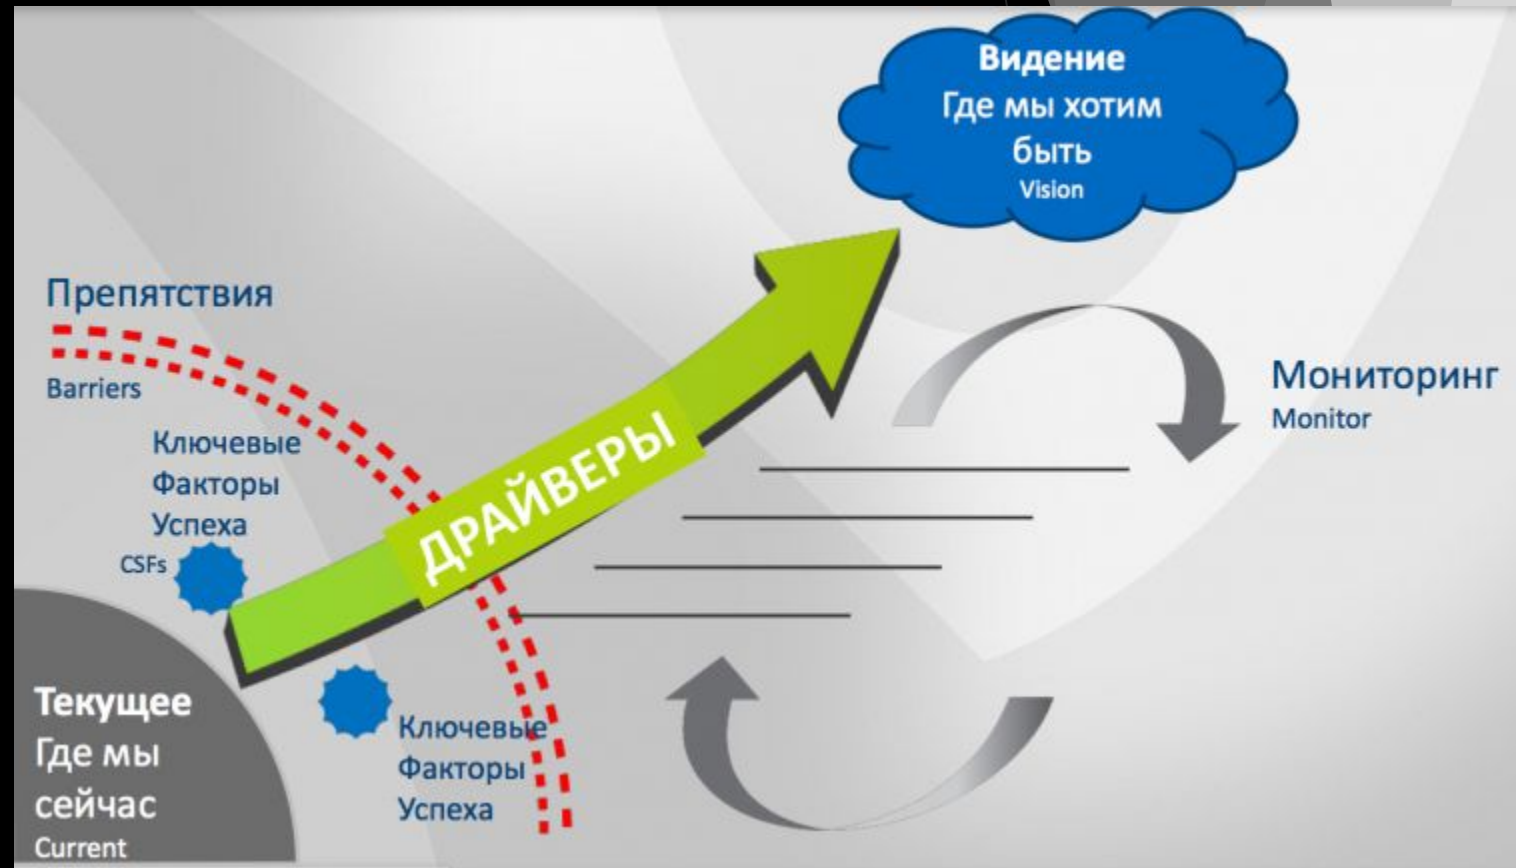 Видение
Где мы хотим
быть
Vision
Препятствия
Barriers
Ключевые
Факторы
Успеха
CSFs
ДРАЙВЕРЫ
Мониторинг
Monitor
Текущее
Где мы
сейчас
Current
Ключевые
Факторы
Успеха